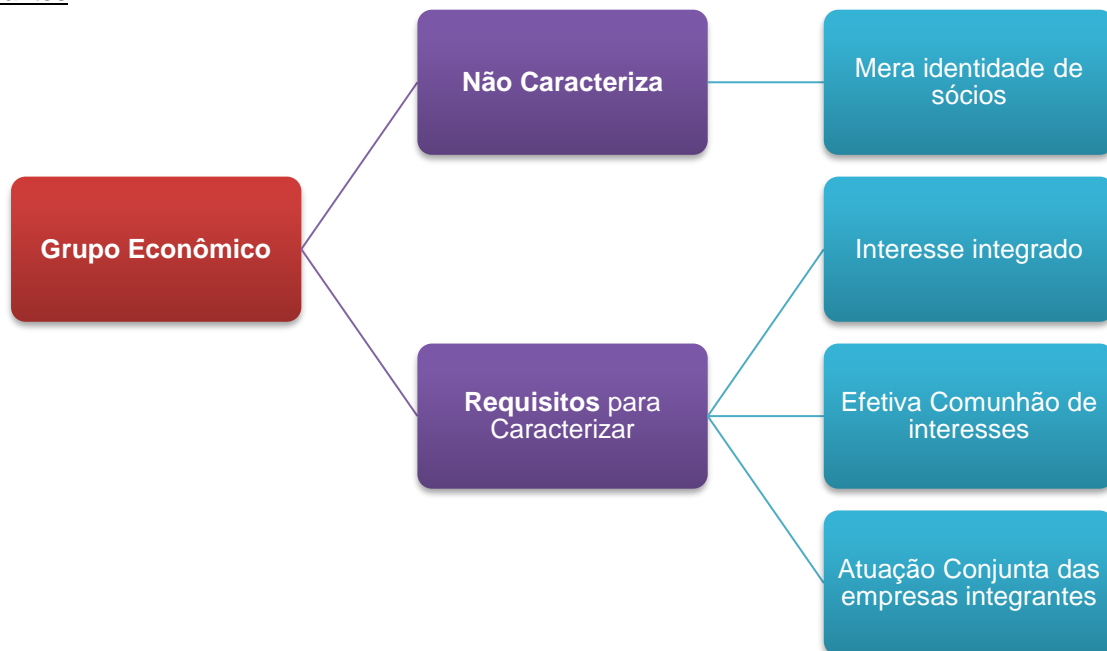 Não Caracteriza
Mera identidade de
sócios
Grupo Econômico
Interesse integrado
Requisitos para
Caracterizar
Efetiva Comunhão de
interesses
Atuação Conjunta das
empresas integrantes